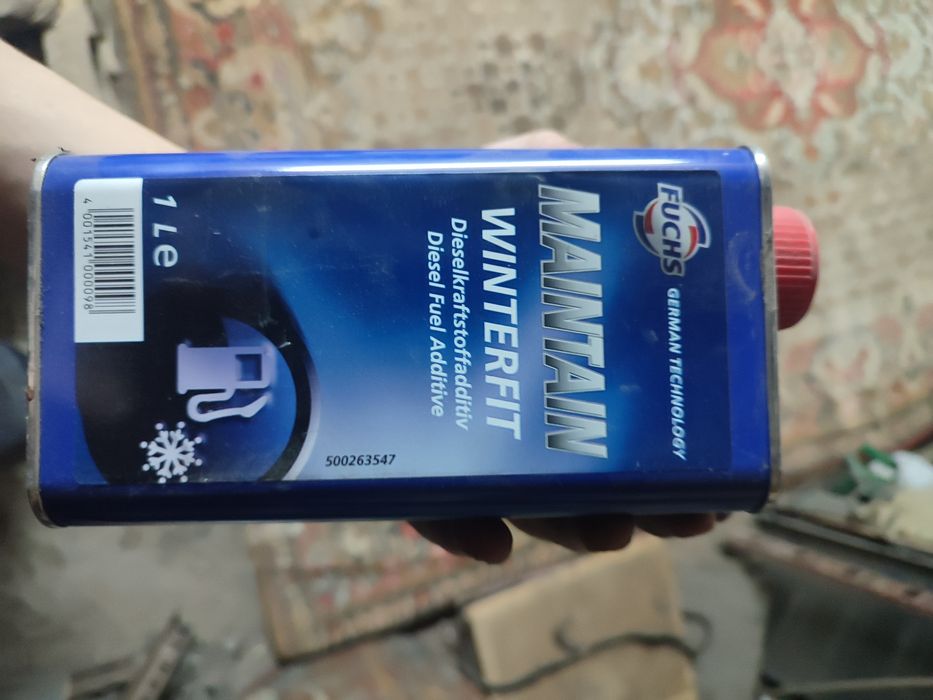 FUCHS
GERMAN TECHNOLOGY
MAINTAIN
WINTERFIT
Dieselkraftstoffadditiv
Diesel Fuel Additive
500263547
1 L e
4 001541 000098